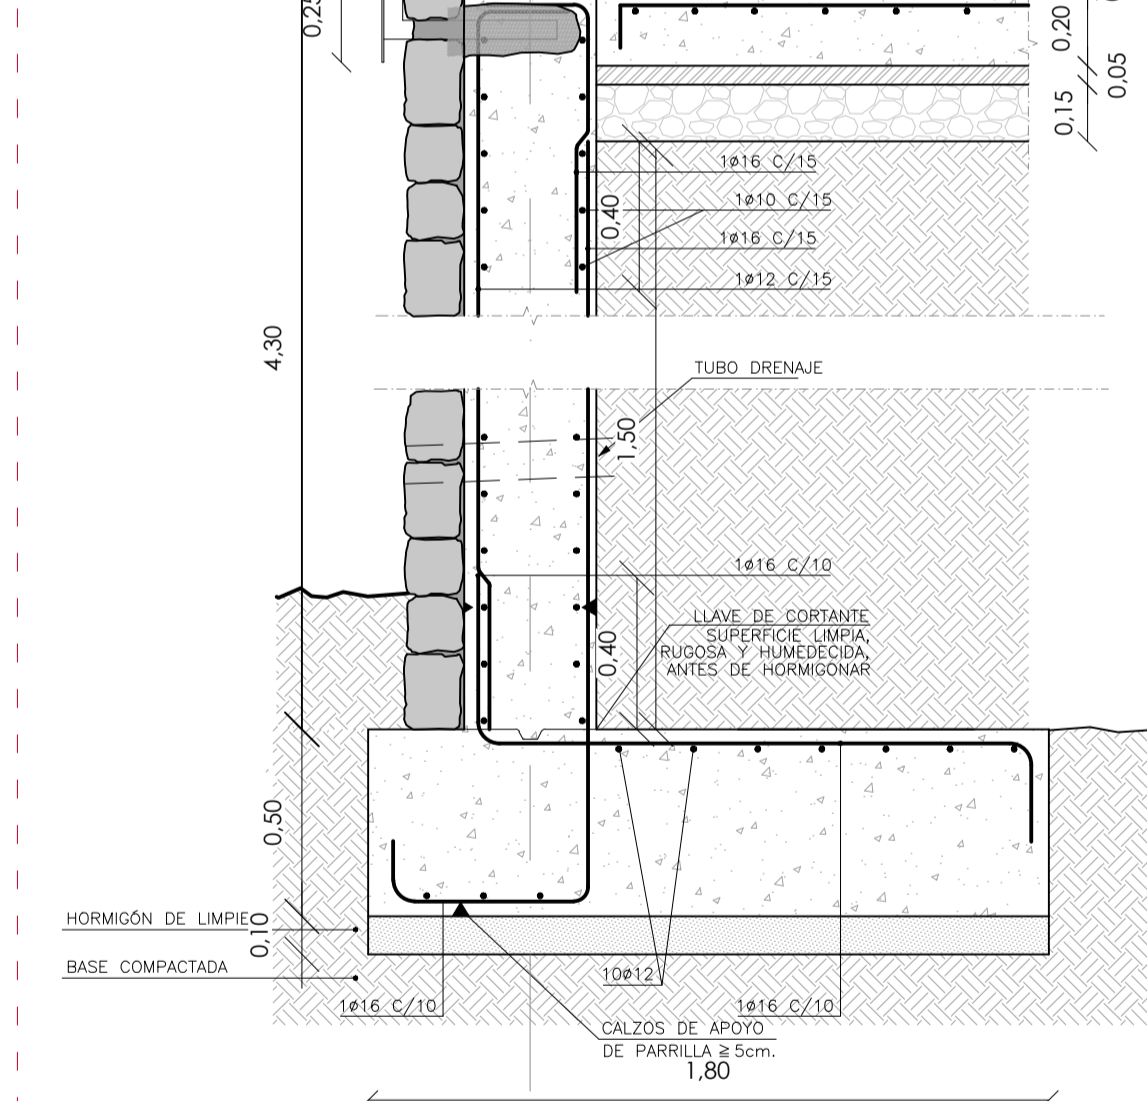 0,25
0,20
0,05
0,15
1ø16 C/15
1ø10 C/15
0,40
1ø16 C/15
1ø12 C/15
4,30
TUBO DRENAJE
1,50
1ø16 C/10
LLAVE DE CORTANTE
SUPERFICIE LIMPIA,
RUGOSA Y HUMEDECIDA,
ANTES DE HORMIGONAR
0,40
0,50
HORMIGÓN DE LIMPIE
0,10
BASE COMPACTADA
10ø12
1ø16 C/10
1ø16 C/10
CALZOS DE APOYO
DE PARRILLA ≥5cm.
1,80